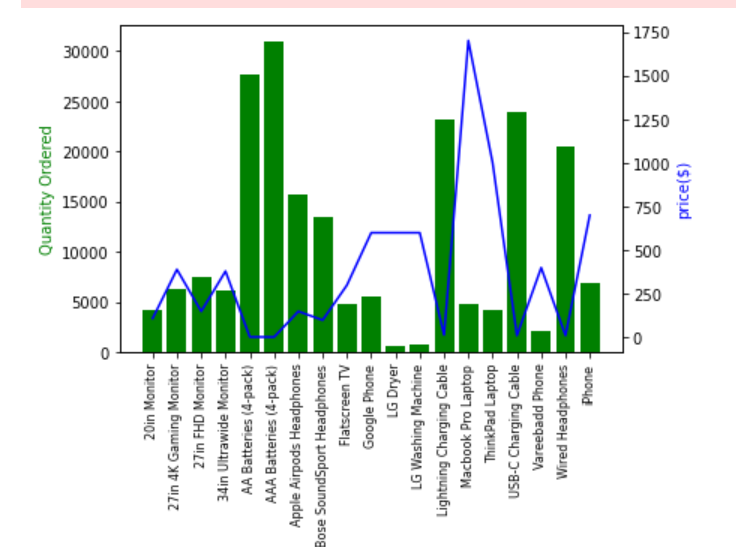 30000
25000
20000
15000
10000
5000
0
Quantity Ordered
1750
1500
1250
1000
750
500
250
0
price($)
20in Monitor
27in 4K Gaming Monitor
27in FHD Monitor
34in Ultrawide Monitor
AA Batteries (4-pack)
AAA Batteries (4-pack)
Apple Airpods Headphones
Bose SoundSport Headphones
Flatscreen TV
Google Phone
LG Dryer
LG Washing Machine
Lightning Charging Cable
Macbook Pro Laptop
ThinkPad Laptop
USB-C Charging Cable
Vareebadd Phone
Wired Headphones
iPhone